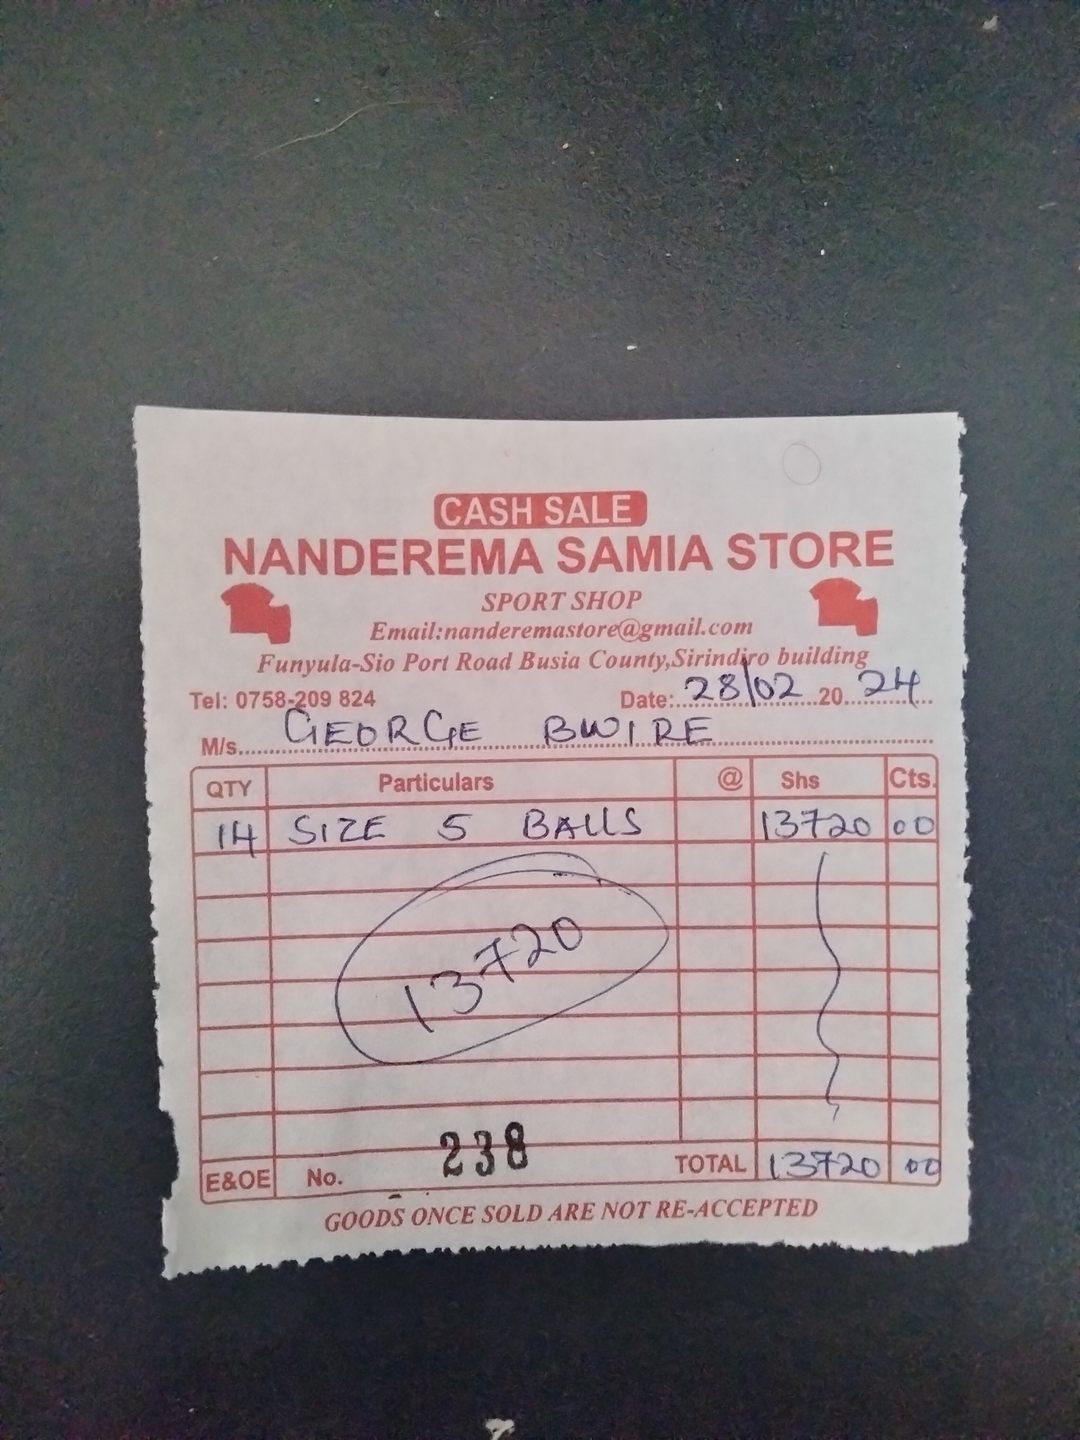 CASH SALE
NANDEREMA SAMIA STORE
SPORT SHOP
Email:nanderemastore@gmail.com
Funyula-Sio Port Road Busia County,Sirindiro building
Tel: 0758-209 824 Date: 28/02 20 24
M/s. GEORGE BWIRE
QTY Particulars @ Shs Cts.
14 SIZE 5 BALLS 13720 00
13720
E&OE No. 238 TOTAL 13720 00
GOODS ONCE SOLD ARE NOT RE-ACCEPTED